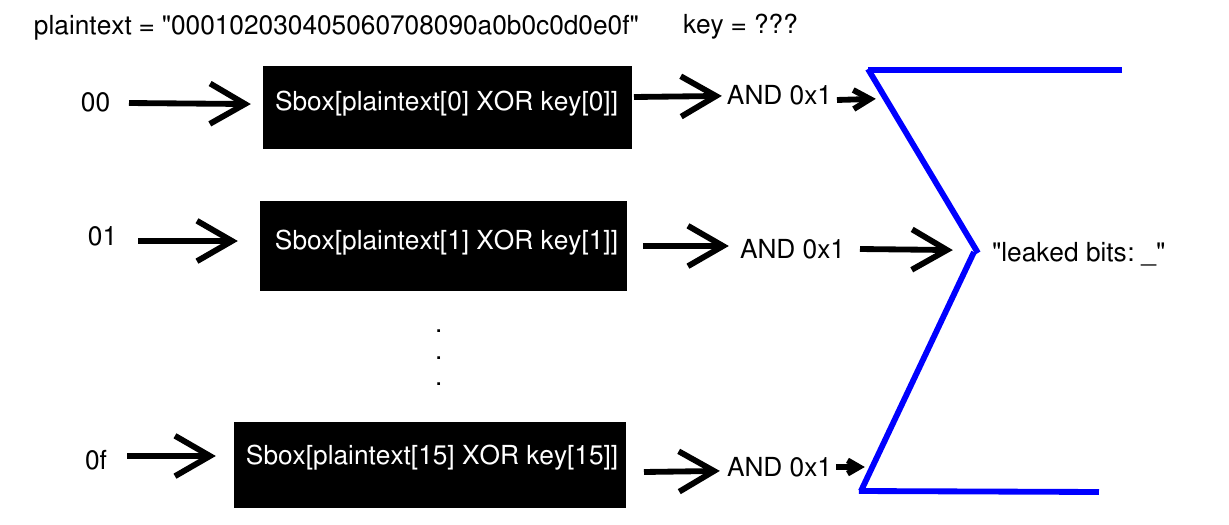 plaintext = "000102030405060708090a0b0c0d0e0f" key = ???
00 Sbox[plaintext[0] XOR key[0]] AND 0x1
01 Sbox[plaintext[1] XOR key[1]] AND 0x1 "leaked bits: _"
.
.
.
0f Sbox[plaintext[15] XOR key[15]] AND 0x1